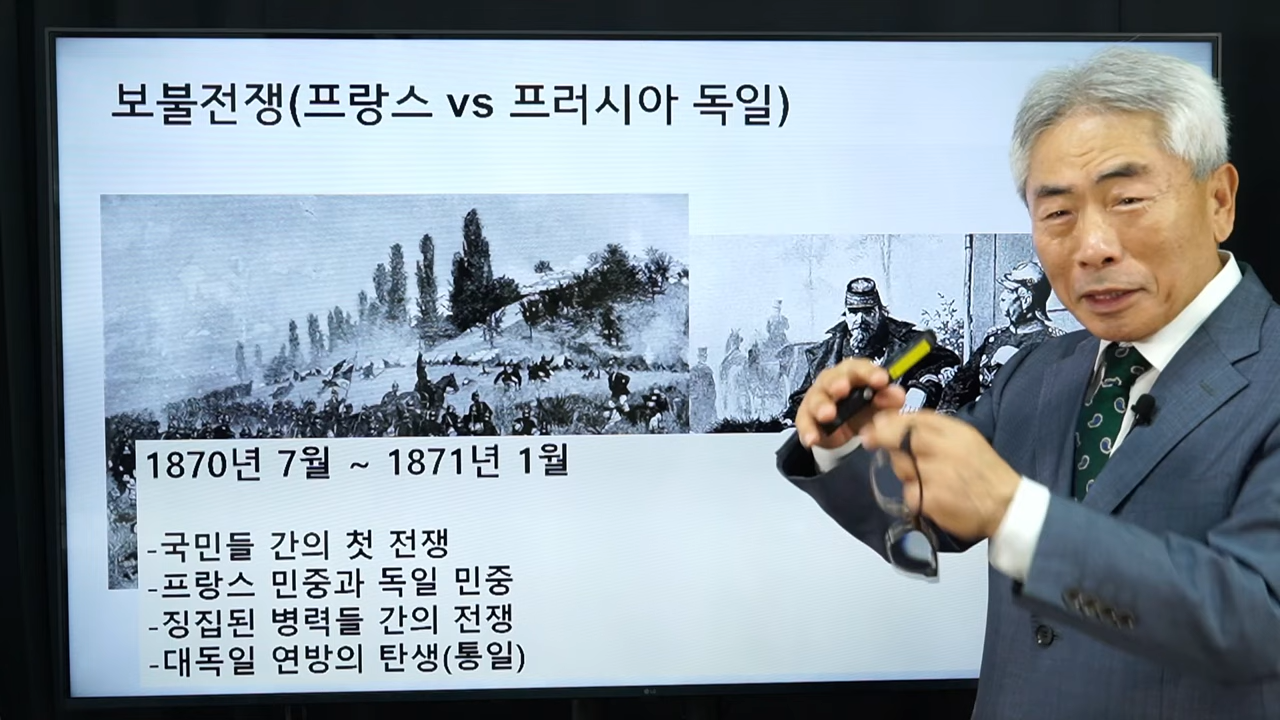 보불전쟁(프랑스 vs 프러시아 독일)
1870년 7월 ~ 1871년 1월
-국민들 간의 첫 전쟁
-프랑스 민중과 독일 민중
-징집된 병력들 간의 전쟁
-대독일 연방의 탄생(통일)
LG